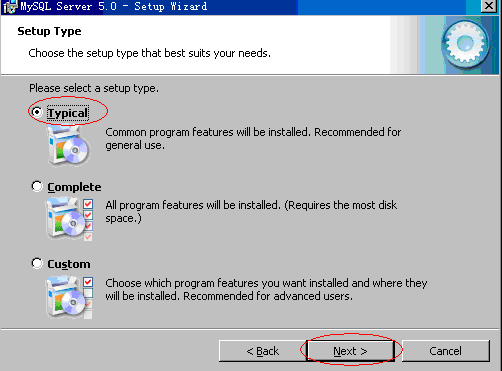 MySQL Server 5.0 - Setup Wizard
Setup Type
Choose the setup type that best suits your needs.
Please select a setup type.
Typical
Common program features will be installed. Recommended for
general use.
Complete
All program features will be installed. (Requires the most disk
space.)
Custom
Choose which program features you want installed and where they
will be installed. Recommended for advanced users.
< Back
Next >
Cancel